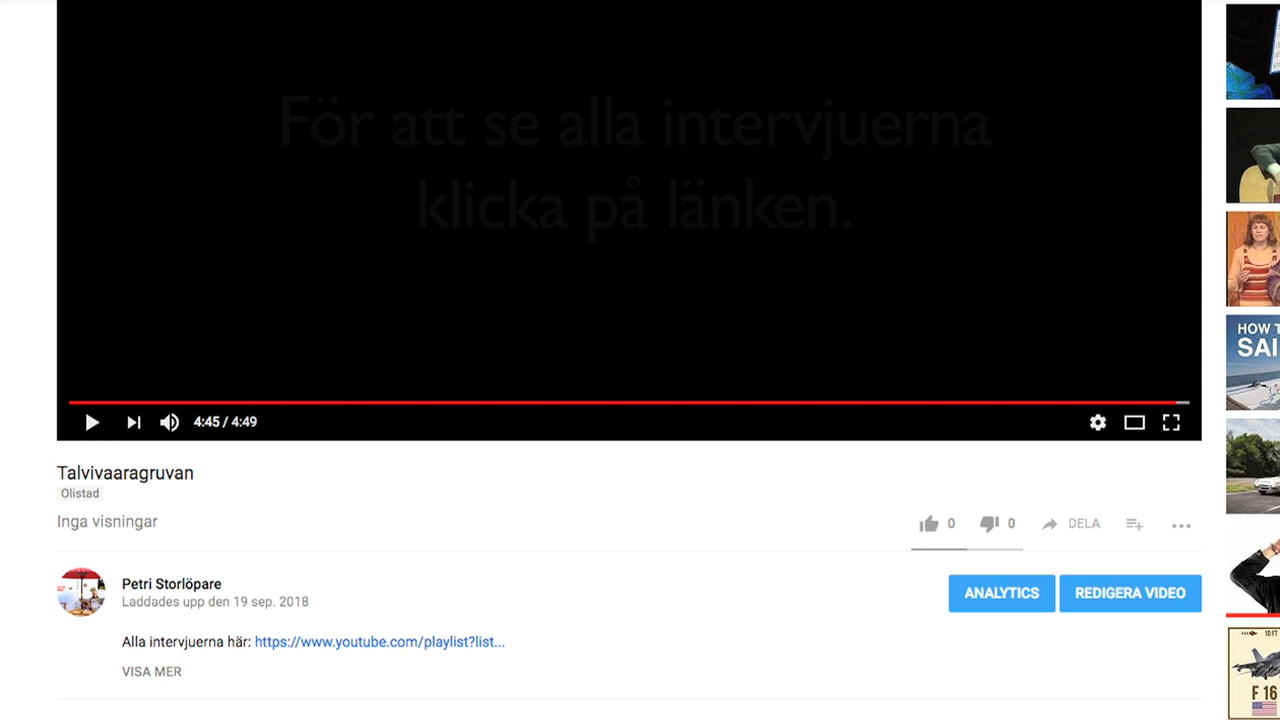 För att se alla intervjuerna
klicka på länken.
4:45 / 4:49
Talvivaaragruvan
Olistad
Inga visningar
0
0
DELA
Petri Storlöpare
Laddades upp den 19 sep. 2018
ANALYTICS
REDIGERA VIDEO
Alla intervjuerna här: https://www.youtube.com/playlist?list...
VISA MER
HOW T
SAI
10 FT
F 16